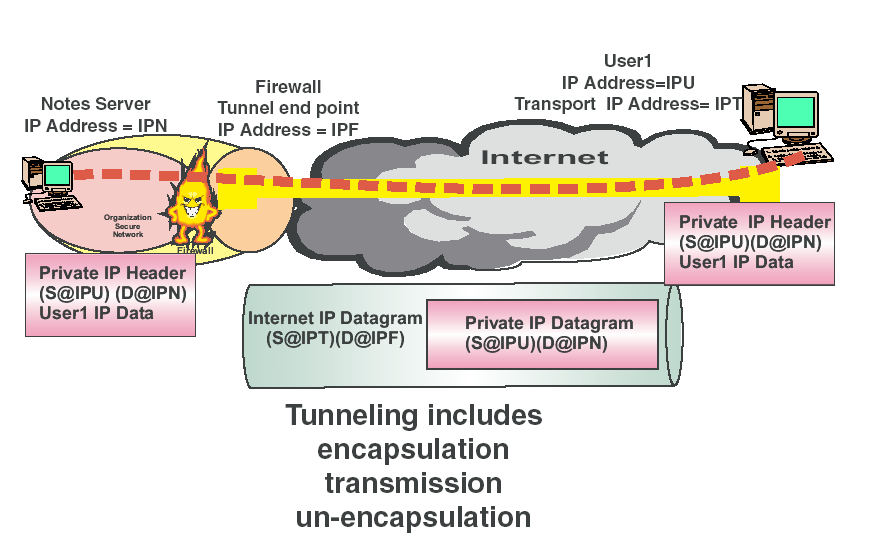 User1
IP Address=IPU
Transport  IP Address= IPT
Firewall
Tunnel end point
IP Address = IPF
Notes Server
IP Address = IPN
Internet
Organization
Secure
Network
Firewall
Private IP Header
(S@IPU) (D@IPN)
User1 IP Data
Private  IP Header
(S@IPU)(D@IPN)
User1 IP Data
Internet IP Datagram
(S@IPT)(D@IPF)
Private IP Datagram
(S@IPU)(D@IPN)
Tunneling includes
encapsulation
transmission
un-encapsulation